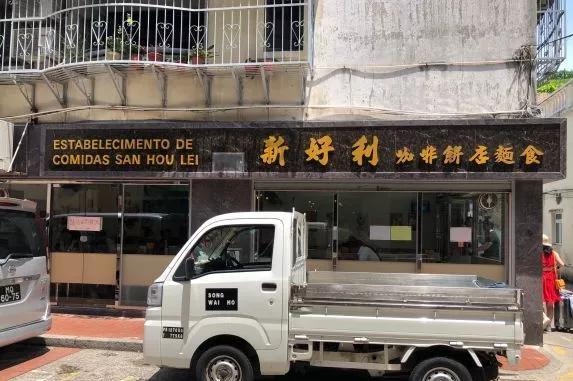 ESTABELECIMENTO DE
COMIDAS SAN HOU LEI
新好利 咖啡餅店麵食
SONG
WAI HO
MQ
60-75